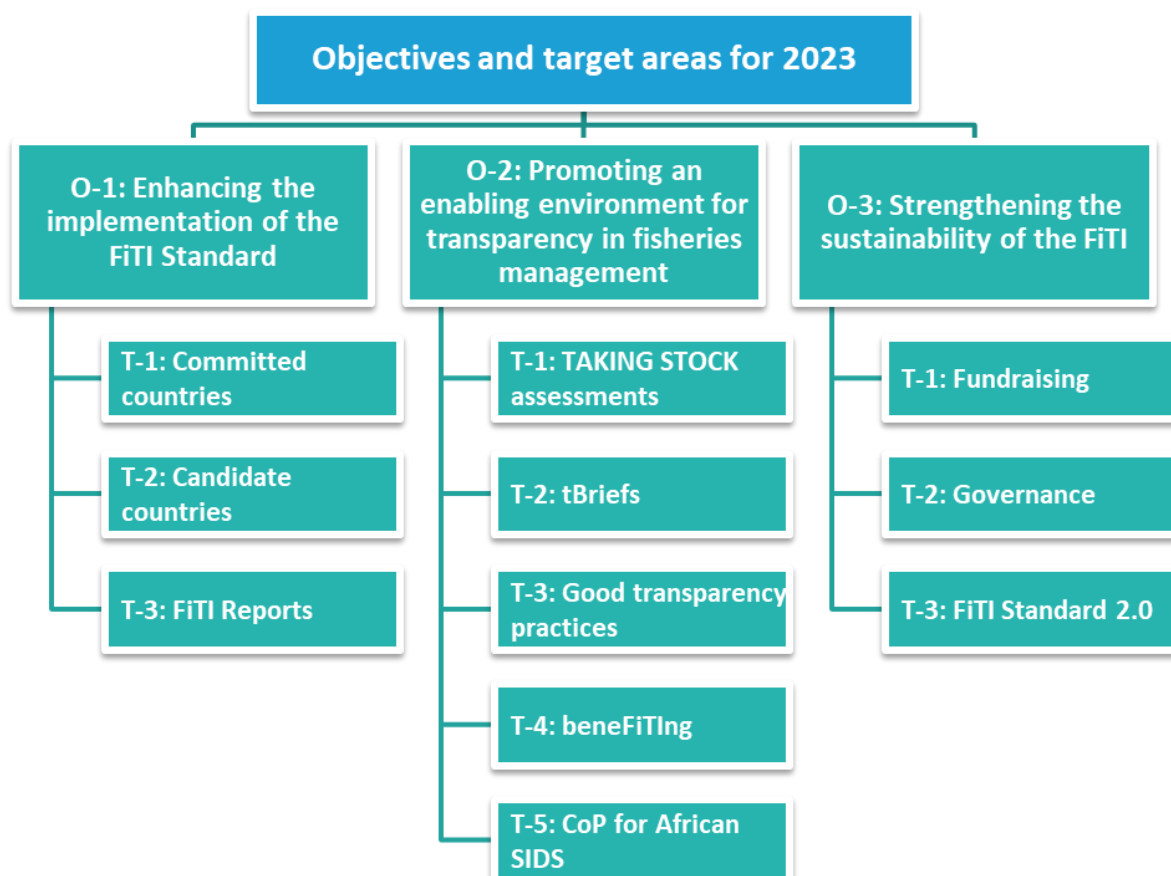 Objectives and target areas for 2023
O-1: Enhancing the
implementation of the
FiTI Standard
T-1: Committed
countries
T-2: Candidate
countries
T-3: FiTI Reports
O-2: Promoting an
enabling environment for
transparency in fisheries
management
T-1: TAKING STOCK
assessments
T-2: tBriefs
T-3: Good transparency
practices
T-4: beneFiTIng
T-5: CoP for African
SIDS
O-3: Strengthening the
sustainability of the FiTI
T-1: Fundraising
T-2: Governance
T-3: FiTI Standard 2.0